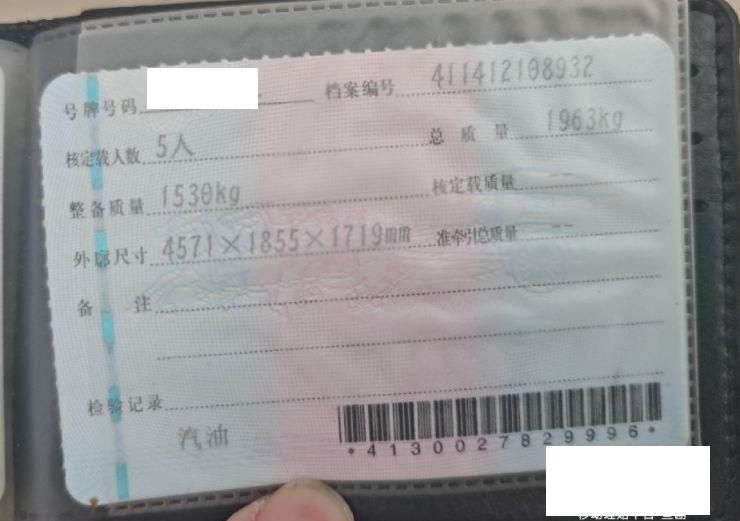 号牌号码 档案编号 411412108932
核定载人数 5人 总质量 1963kg
整备质量 1530kg 核定载质量
外廓尺寸 4571×1855×1719mm 准牵引总质量 --
备注
检验记录
汽油
*4130027829996*